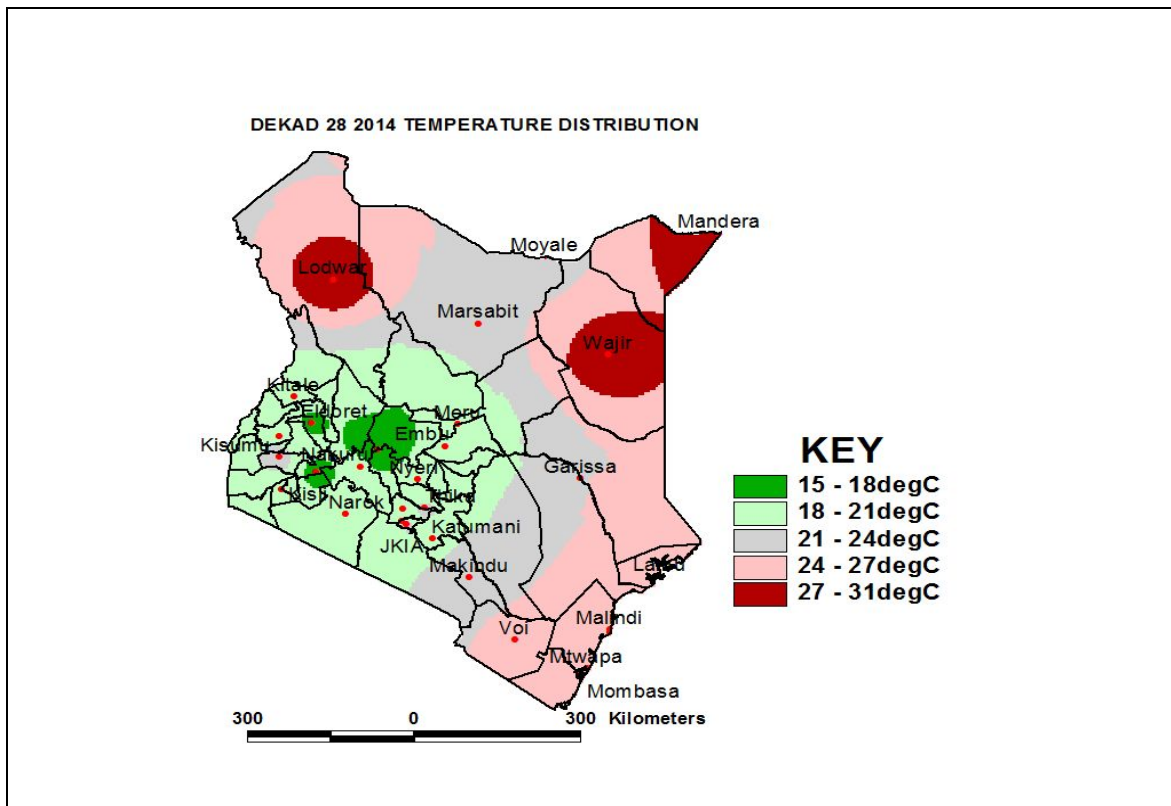 DEKAD 28 2014 TEMPERATURE DISTRIBUTION
Mandera
Moyale
Lodwar
Marsabit
Wajir
Kitale
Eldoret
Meru
Kisumu
Embu
Nakuru
Nyeri
Garissa
Kisii
Narok
Thika
Katumani
JKIA
Makindu
Lamu
Malindi
Voi
Mtwapa
Mombasa
KEY
15 - 18degC
18 - 21degC
21 - 24degC
24 - 27degC
27 - 31degC
300 0 300 Kilometers